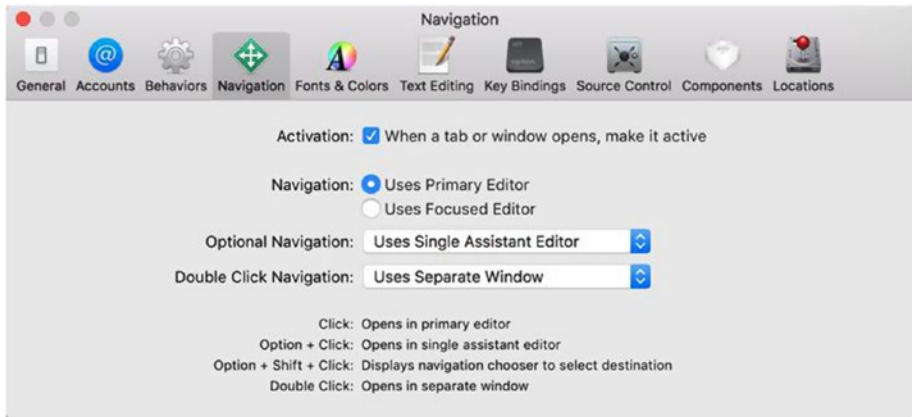 Navigation
General Accounts Behaviors Navigation Fonts & Colors Text Editing Key Bindings Source Control Components Locations
Activation: When a tab or window opens, make it active
Navigation: Uses Primary Editor
Uses Focused Editor
Optional Navigation: Uses Single Assistant Editor
Double Click Navigation: Uses Separate Window
Click: Opens in primary editor
Option + Click: Opens in single assistant editor
Option + Shift + Click: Displays navigation chooser to select destination
Double Click: Opens in separate window